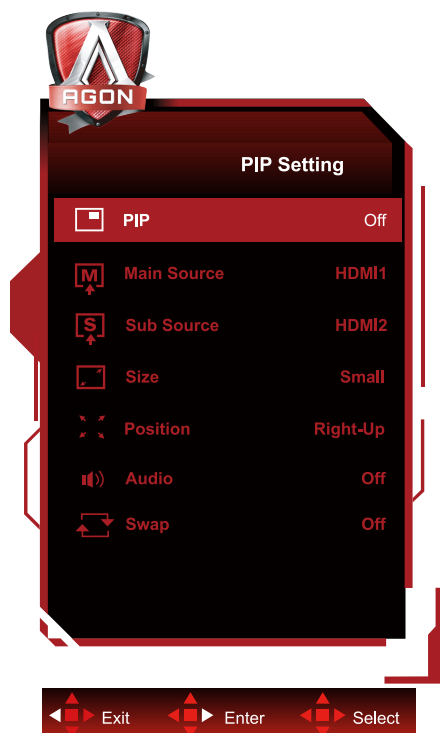 AGON
PIP Setting
PIP Off
Main Source HDMI1
Sub Source HDMI2
Size Small
Position Right-Up
Audio Off
Swap Off
Exit Enter Select